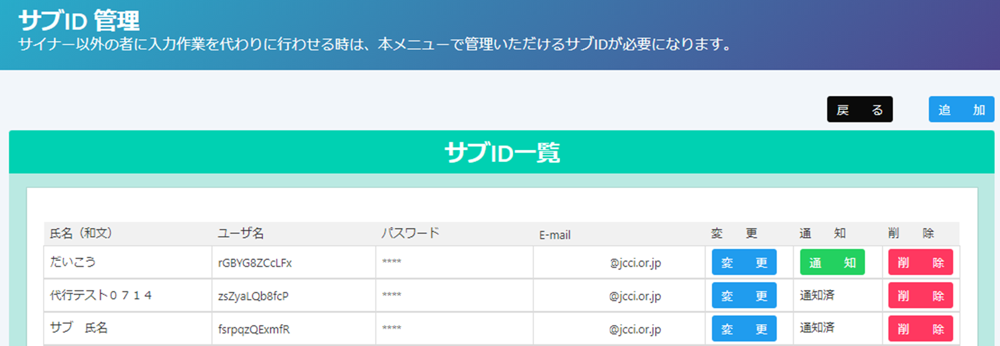 サブID 管理
サイナー以外の者に入力作業を代わりに行わせる時は、本メニューで管理いただけるサブIDが必要になります。
戻　る　追　加
サブID一覧
氏名（和文）　ユーザ名　パスワード　E-mail　変　更　通　知　削　除
だいこう　rGBYG8ZCcLFx　****　@jcci.or.jp　変　更　通　知　削　除
代行テスト０７１４　zsZyaLQb8fcP　****　@jcci.or.jp　変　更　通知済　削　除
サブ　氏名　fsrpqzQExmfR　****　@jcci.or.jp　変　更　通知済　削　除